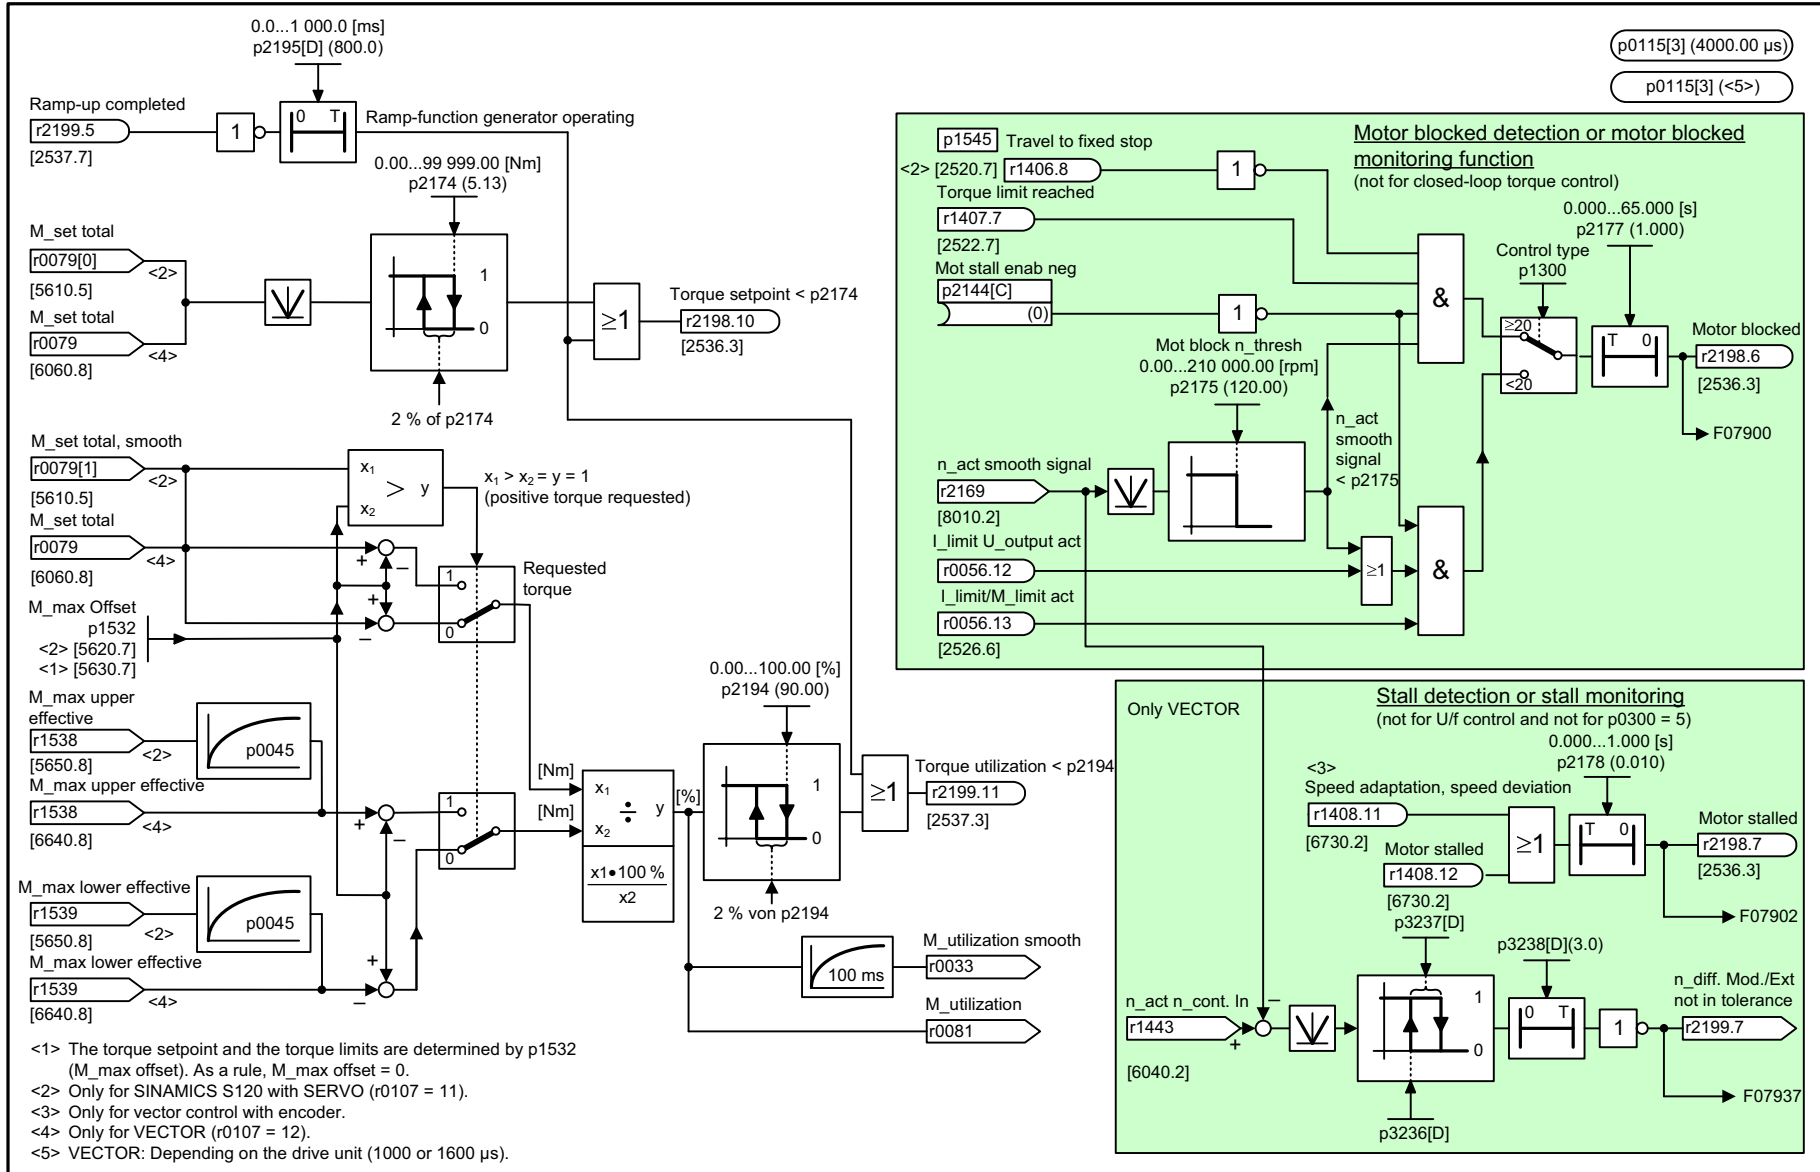 0.0...1 000.0 [ms]
p2195[D] (800.0)
Ramp-up completed
r2199.5
[2537.7]
1
0 T
Ramp-function generator operating
0.00...99 999.00 [Nm]
p2174 (5.13)
M_set total
r0079[0]
<2>
[5610.5]
M_set total
r0079
<4>
[6060.8]
1
0
2 % of p2174
≥1
Torque setpoint < p2174
r2198.10
[2536.3]
M_set total, smooth
r0079[1]
<2>
[5610.5]
M_set total
r0079
<4>
[6060.8]
x1
> y
x2
x1 > x2 = y = 1
(positive torque requested)
+
−
+
−
1
0
Requested
torque
M_max Offset
p1532
<2> [5620.7]
<1> [5630.7]
M_max upper
effective
r1538
<2>
[5650.8]
p0045
M_max upper effective
r1538
<4>
[6640.8]
+
−
1
0
M_max lower effective
r1539
<2>
[5650.8]
p0045
M_max lower effective
r1539
<4>
[6640.8]
+
−
[Nm]
[Nm]
x1
÷ y
x2
x1•100 %
x2
[%]
0.00...100.00 [%]
p2194 (90.00)
1
0
2 % von p2194
≥1
Torque utilization < p2194
r2199.11
[2537.3]
100 ms
M_utilization smooth
r0033
M_utilization
r0081
<1> The torque setpoint and the torque limits are determined by p1532
(M_max offset). As a rule, M_max offset = 0.
<2> Only for SINAMICS S120 with SERVO (r0107 = 11).
<3> Only for vector control with encoder.
<4> Only for VECTOR (r0107 = 12).
<5> VECTOR: Depending on the drive unit (1000 or 1600 µs).
p0115[3] (4000.00 µs)
p0115[3] (<5>)
Motor blocked detection or motor blocked
monitoring function
(not for closed-loop torque control)
p1545 Travel to fixed stop
<2> [2520.7] r1406.8
1
Torque limit reached
r1407.7
[2522.7]
Mot stall enab neg
p2144[C]
(0)
1
Mot block n_thresh
0.00...210 000.00 [rpm]
p2175 (120.00)
n_act smooth signal
r2169
[8010.2]
n_act
smooth
signal
< p2175
I_limit U_output act
r0056.12
I_limit/M_limit act
r0056.13
[2526.6]
≥1
&
&
Control type
p1300
≥20
<20
0.000...65.000 [s]
p2177 (1.000)
T 0
Motor blocked
r2198.6
[2536.3]
F07900
Only VECTOR
Stall detection or stall monitoring
(not for U/f control and not for p0300 = 5)
0.000...1.000 [s]
p2178 (0.010)
<3>
Speed adaptation, speed deviation
r1408.11
[6730.2]
Motor stalled
r1408.12
[6730.2]
≥1
T 0
Motor stalled
r2198.7
[2536.3]
F07902
p3237[D]
p3238[D](3.0)
n_act n_cont. In
r1443
[6040.2]
−
+
1
0
p3236[D]
0 T
1
n_diff. Mod./Ext
not in tolerance
r2199.7
F07937